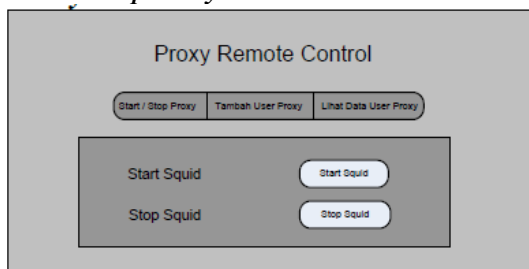 Proxy Remote Control
Start / Stop Proxy Tambah User Proxy Lihat Data User Proxy
Start Squid Start Squid
Stop Squid Stop Squid